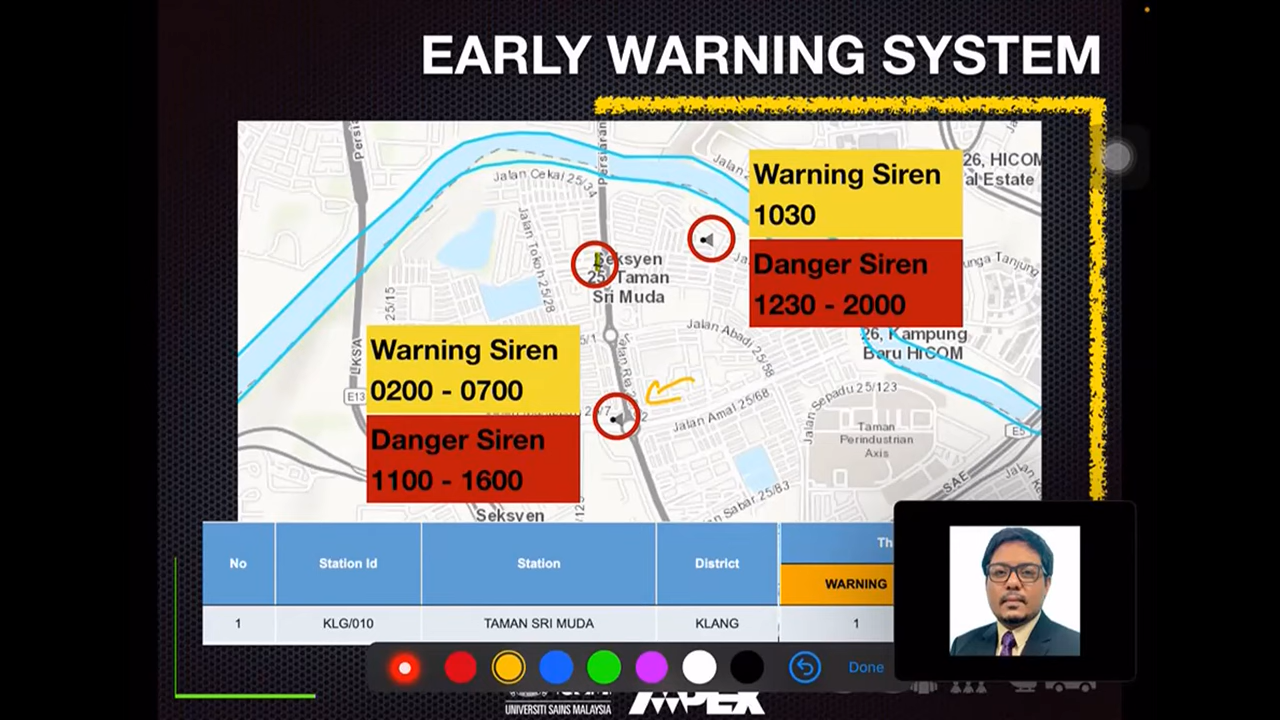 EARLY WARNING SYSTEM
Jalan Cekal 25/34
26, HICOM
Warning Siren
1030
Danger Siren
1230 - 2000
Seksyen
25, Taman
Sri Muda
Jalan Tokoh 25/28
25/15
Jalan Abadi 25/58
26, Kampung
Baru HICOM
Warning Siren
0200 - 0700
E13
Danger Siren
1100 - 1600
Jalan Amal 25/68
Jalan Sepadu 25/123
Taman
Perindustrian
Axis
E5
SAE
Sabar 25/83
Seksyen
No
Station Id
Station
District
WARNING
1
KLG/010
TAMAN SRI MUDA
KLANG
1
Done
UNIVERSITI SAINS MALAYSIA